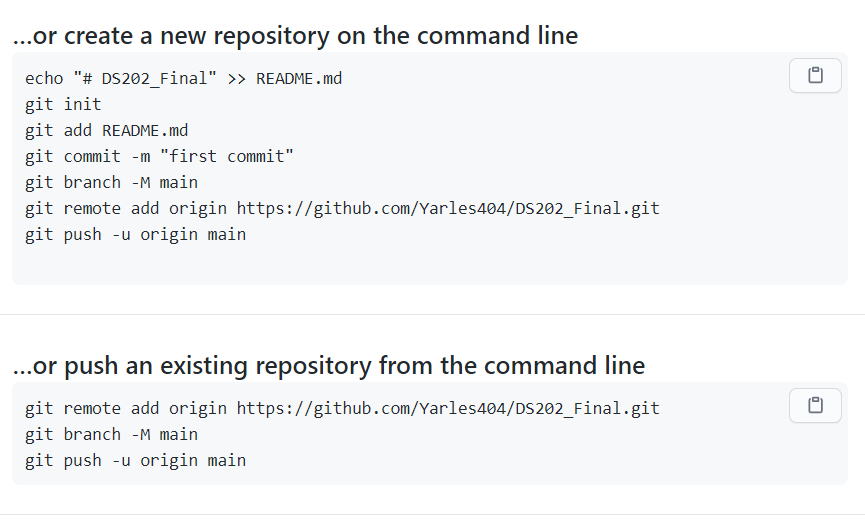 ...or create a new repository on the command line
echo "# DS202_Final" >> README.md
git init
git add README.md
git commit -m "first commit"
git branch -M main
git remote add origin https://github.com/Yarles404/DS202_Final.git
git push -u origin main
...or push an existing repository from the command line
git remote add origin https://github.com/Yarles404/DS202_Final.git
git branch -M main
git push -u origin main